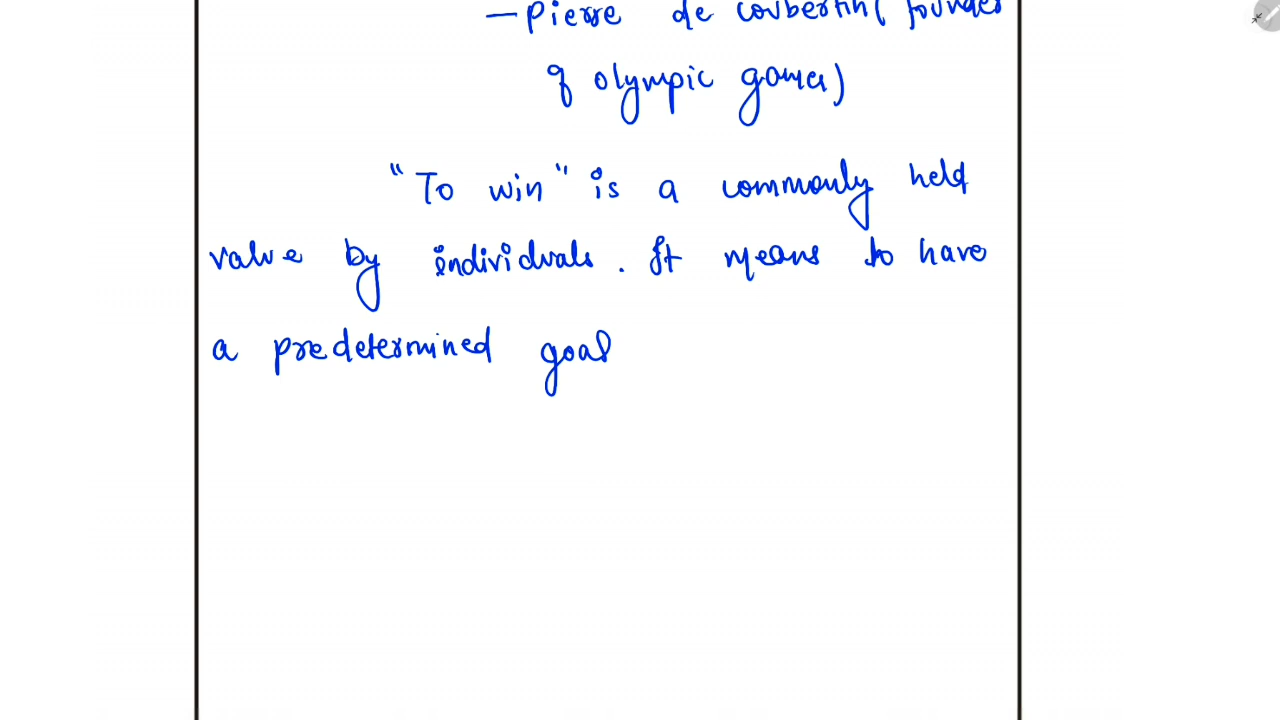 — Pierre de Coubertin ( founder
of olympic games)
"To win" is a commonly held
value by individuals. It means to have
a predetermined goal